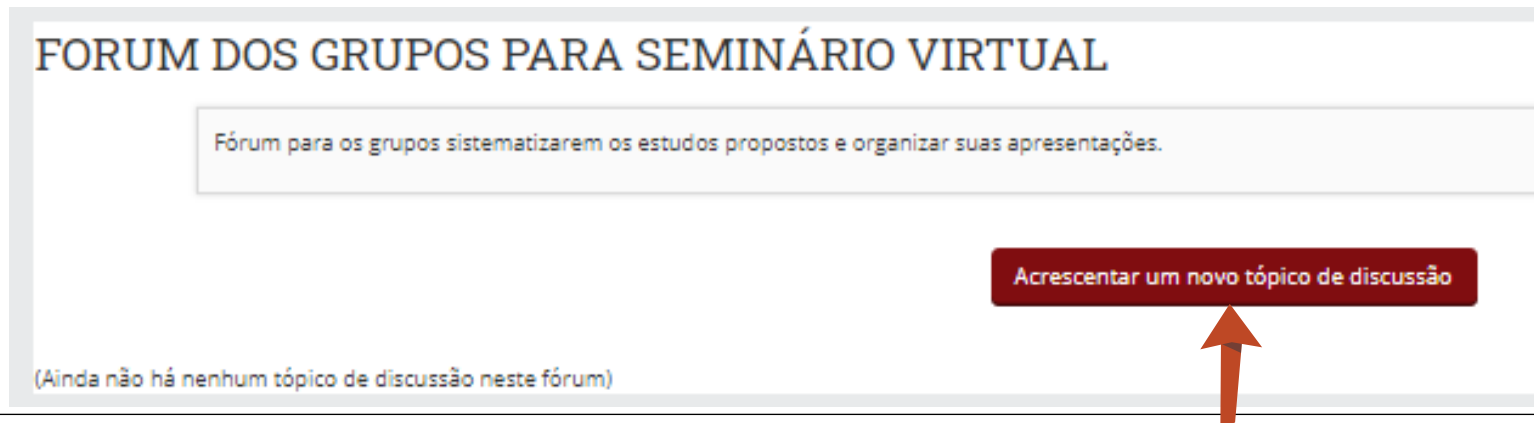 FORUM DOS GRUPOS PARA SEMINÁRIO VIRTUAL
Fórum para os grupos sistematizarem os estudos propostos e organizar suas apresentações.
Acrescentar um novo tópico de discussão
(Ainda não há nenhum tópico de discussão neste fórum)